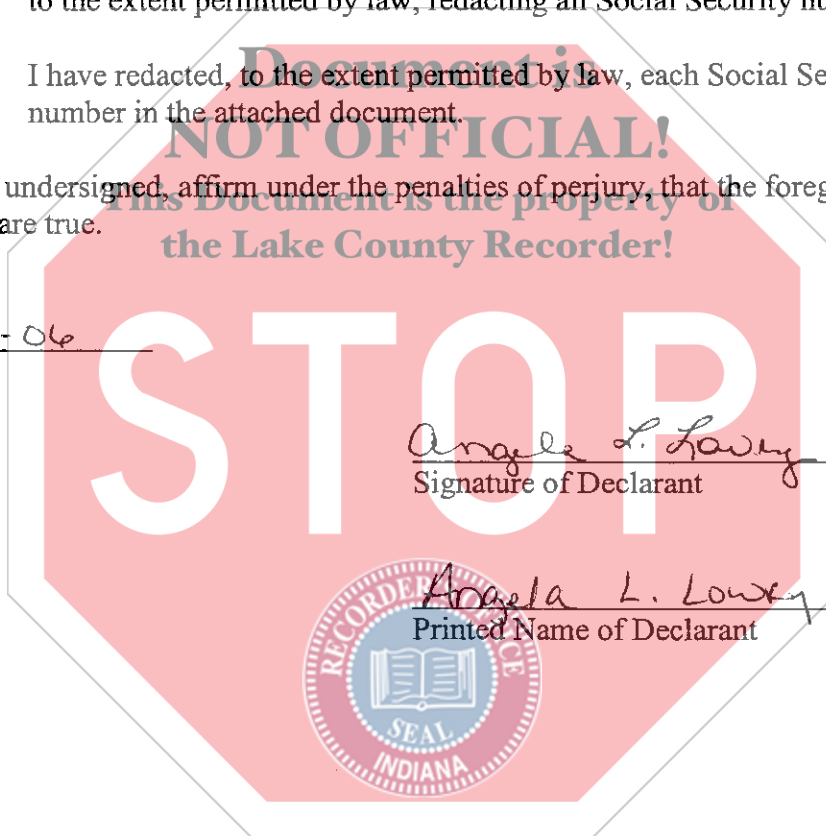 to the extent permitted by law, redacting all Social Security nu
I have redacted, to the extent permitted by law, each Social Se
number in the attached document.
undersigned, affirm under the penalties of perjury, that the foreg
are true.
Document is
NOT OFFICIAL!
This Document is the property of
the Lake County Recorder!
STOP
- 06
Angela L. Lowry
Signature of Declarant
Angela L. Lowry
Printed Name of Declarant
RECORDER'S OFFICE
SEAL
INDIANA